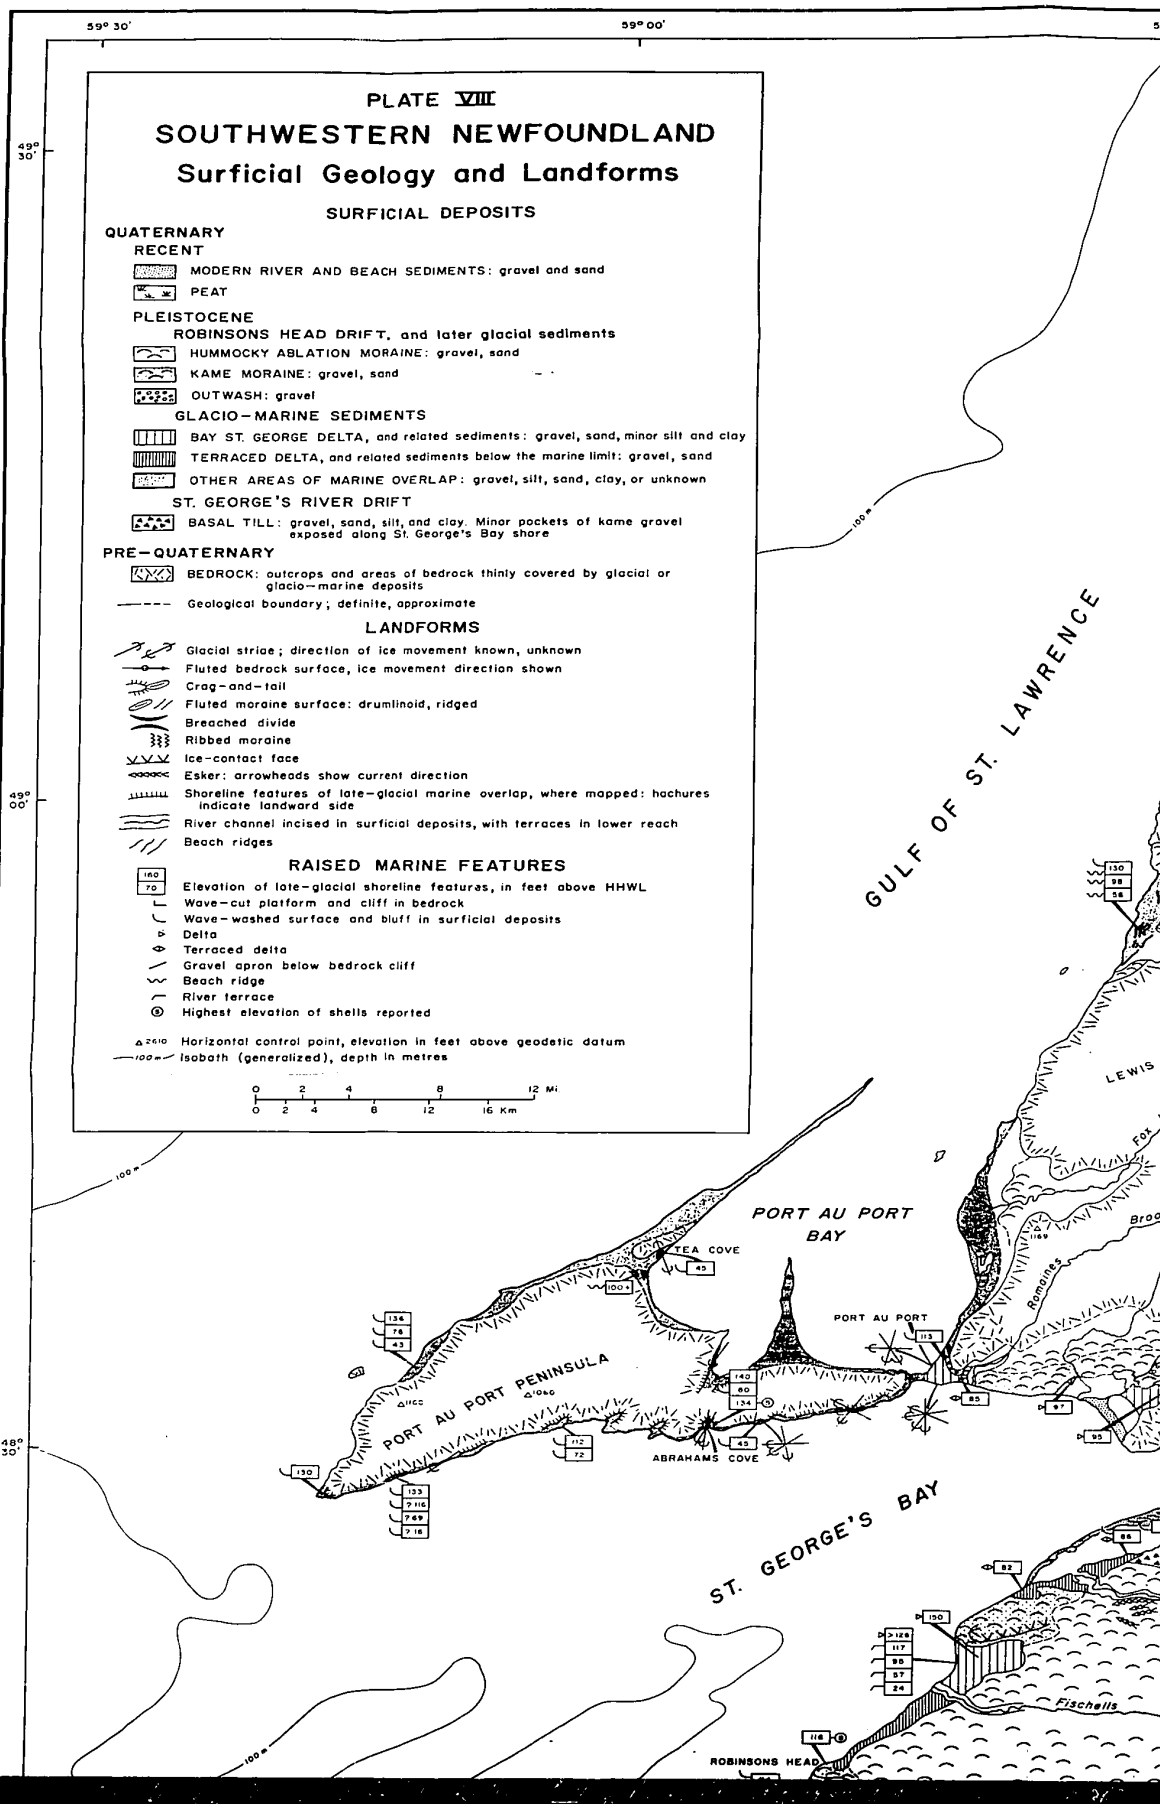 59° 30'
59° 00'
49° 30'
PLATE VIII
SOUTHWESTERN NEWFOUNDLAND
Surficial Geology and Landforms
SURFICIAL DEPOSITS
QUATERNARY
RECENT
MODERN RIVER AND BEACH SEDIMENTS: gravel and sand
PEAT
PLEISTOCENE
ROBINSONS HEAD DRIFT, and later glacial sediments
HUMMOCKY ABLATION MORAINE: gravel, sand
KAME MORAINE: gravel, sand
OUTWASH: gravel
GLACIO-MARINE SEDIMENTS
BAY ST. GEORGE DELTA, and related sediments: gravel, sand, minor silt and clay
TERRACED DELTA, and related sediments below the marine limit: gravel, sand
OTHER AREAS OF MARINE OVERLAP: gravel, silt, sand, clay, or unknown
ST. GEORGE'S RIVER DRIFT
BASAL TILL: gravel, sand, silt, and clay. Minor pockets of kame gravel
exposed along St. George's Bay shore
PRE-QUATERNARY
BEDROCK: outcrops and areas of bedrock thinly covered by glacial or
glacio-marine deposits
Geological boundary; definite, approximate
LANDFORMS
Glacial striae; direction of ice movement known, unknown
Fluted bedrock surface, ice movement direction shown
Crag-and-tail
Fluted moraine surface: drumlinoid, ridged
Breached divide
Ribbed moraine
Ice-contact face
Esker: arrowheads show current direction
Shoreline features of late-glacial marine overlap, where mapped: hachures
indicate landward side
River channel incised in surficial deposits, with terraces in lower reach
Beach ridges
RAISED MARINE FEATURES
160
70
Elevation of late-glacial shoreline features, in feet above HHWL
Wave-cut platform and cliff in bedrock
Wave-washed surface and bluff in surficial deposits
Delta
Terraced delta
Gravel apron below bedrock cliff
Beach ridge
River terrace
Highest elevation of shells reported
2610 Horizontal control point, elevation in feet above geodetic datum
100m Isobath (generalized), depth in metres
0 2 4 8 12 Mi
0 2 4 8 12 16 Km
49° 00'
48° 30'
100 m
GULF OF ST. LAWRENCE
130
98
56
LEWIS
Fox
100 m
PORT AU PORT
BAY
1169
Broo
Romaines
TEA COVE
45
100+
136
76
43
PORT AU PORT
113
PORT AU PORT PENINSULA
1060
140
60
134
85
97
95
112
72
45
ABRAHAMS COVE
130
133
? 116
? 69
? 16
ST. GEORGE'S BAY
86
82
150
>126
117
95
57
24
Fischells
116
ROBINSONS HEAD
100 m